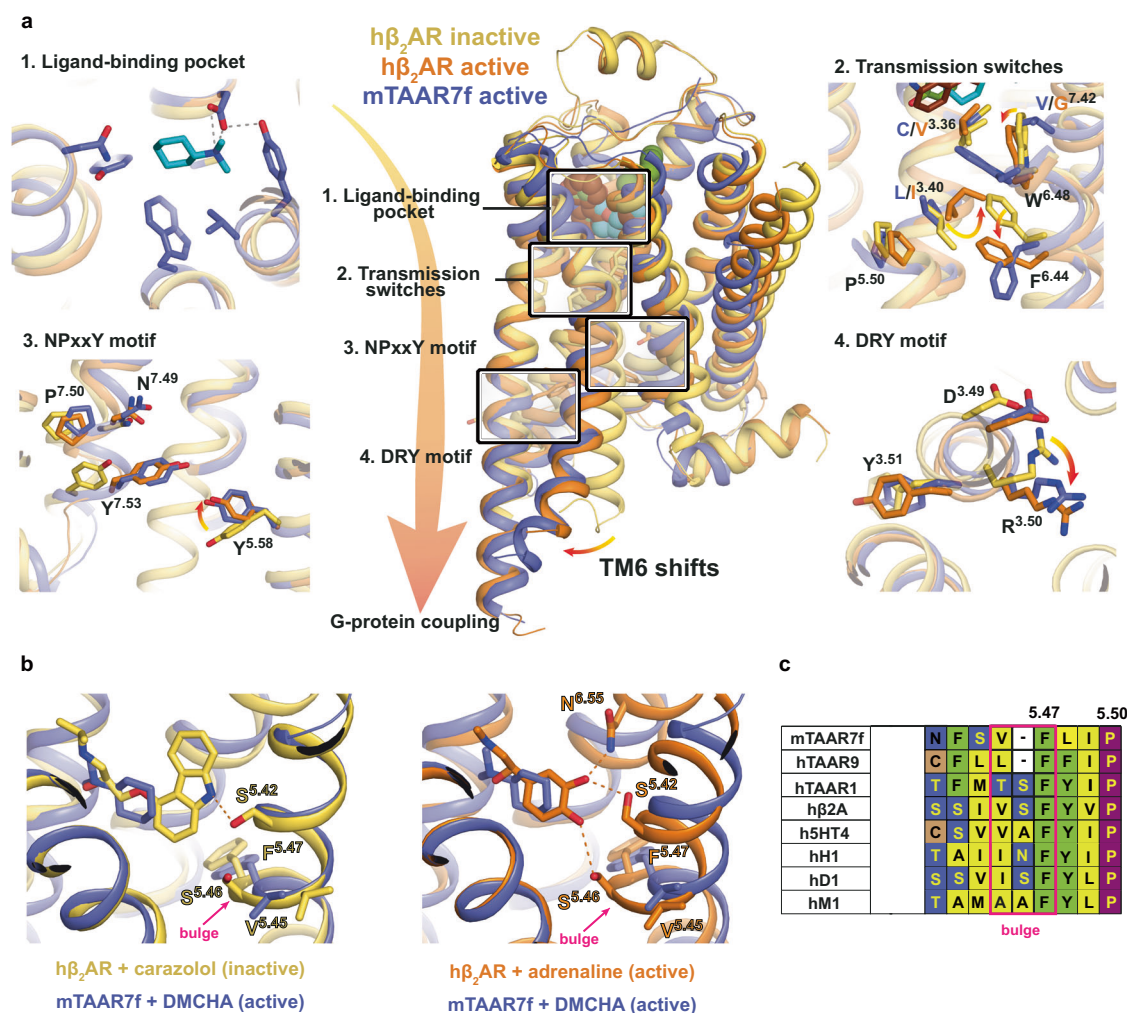 a
1. Ligand-binding pocket
hβ₂AR inactive
hβ₂AR active
mTAAR7f active
2. Transmission switches
V/G7.42
C/V3.36
L/I3.40
W6.48
P5.50
F6.44
1. Ligand-binding
pocket
2. Transmission
switches
3. NPxxY motif
4. DRY motif
TM6 shifts
G-protein coupling
3. NPxxY motif
P7.50
N7.49
Y7.53
Y5.58
4. DRY motif
D3.49
Y3.51
R3.50
b
S5.42
F5.47
S5.46
V5.45
bulge
hβ₂AR + carazolol (inactive)
mTAAR7f + DMCHA (active)
N6.55
S5.42
F5.47
S5.46
V5.45
bulge
hβ₂AR + adrenaline (active)
mTAAR7f + DMCHA (active)
c
5.47 5.50
mTAAR7f N F S V - F L I P
hTAAR9 C F L L - F F I P
hTAAR1 T F M T S F Y I P
hβ2A S S I V S F Y V P
h5HT4 C S V V A F Y I P
hH1 T A I I N F Y I P
hD1 S S V I S F Y L P
hM1 T A M A A F Y L P
bulge